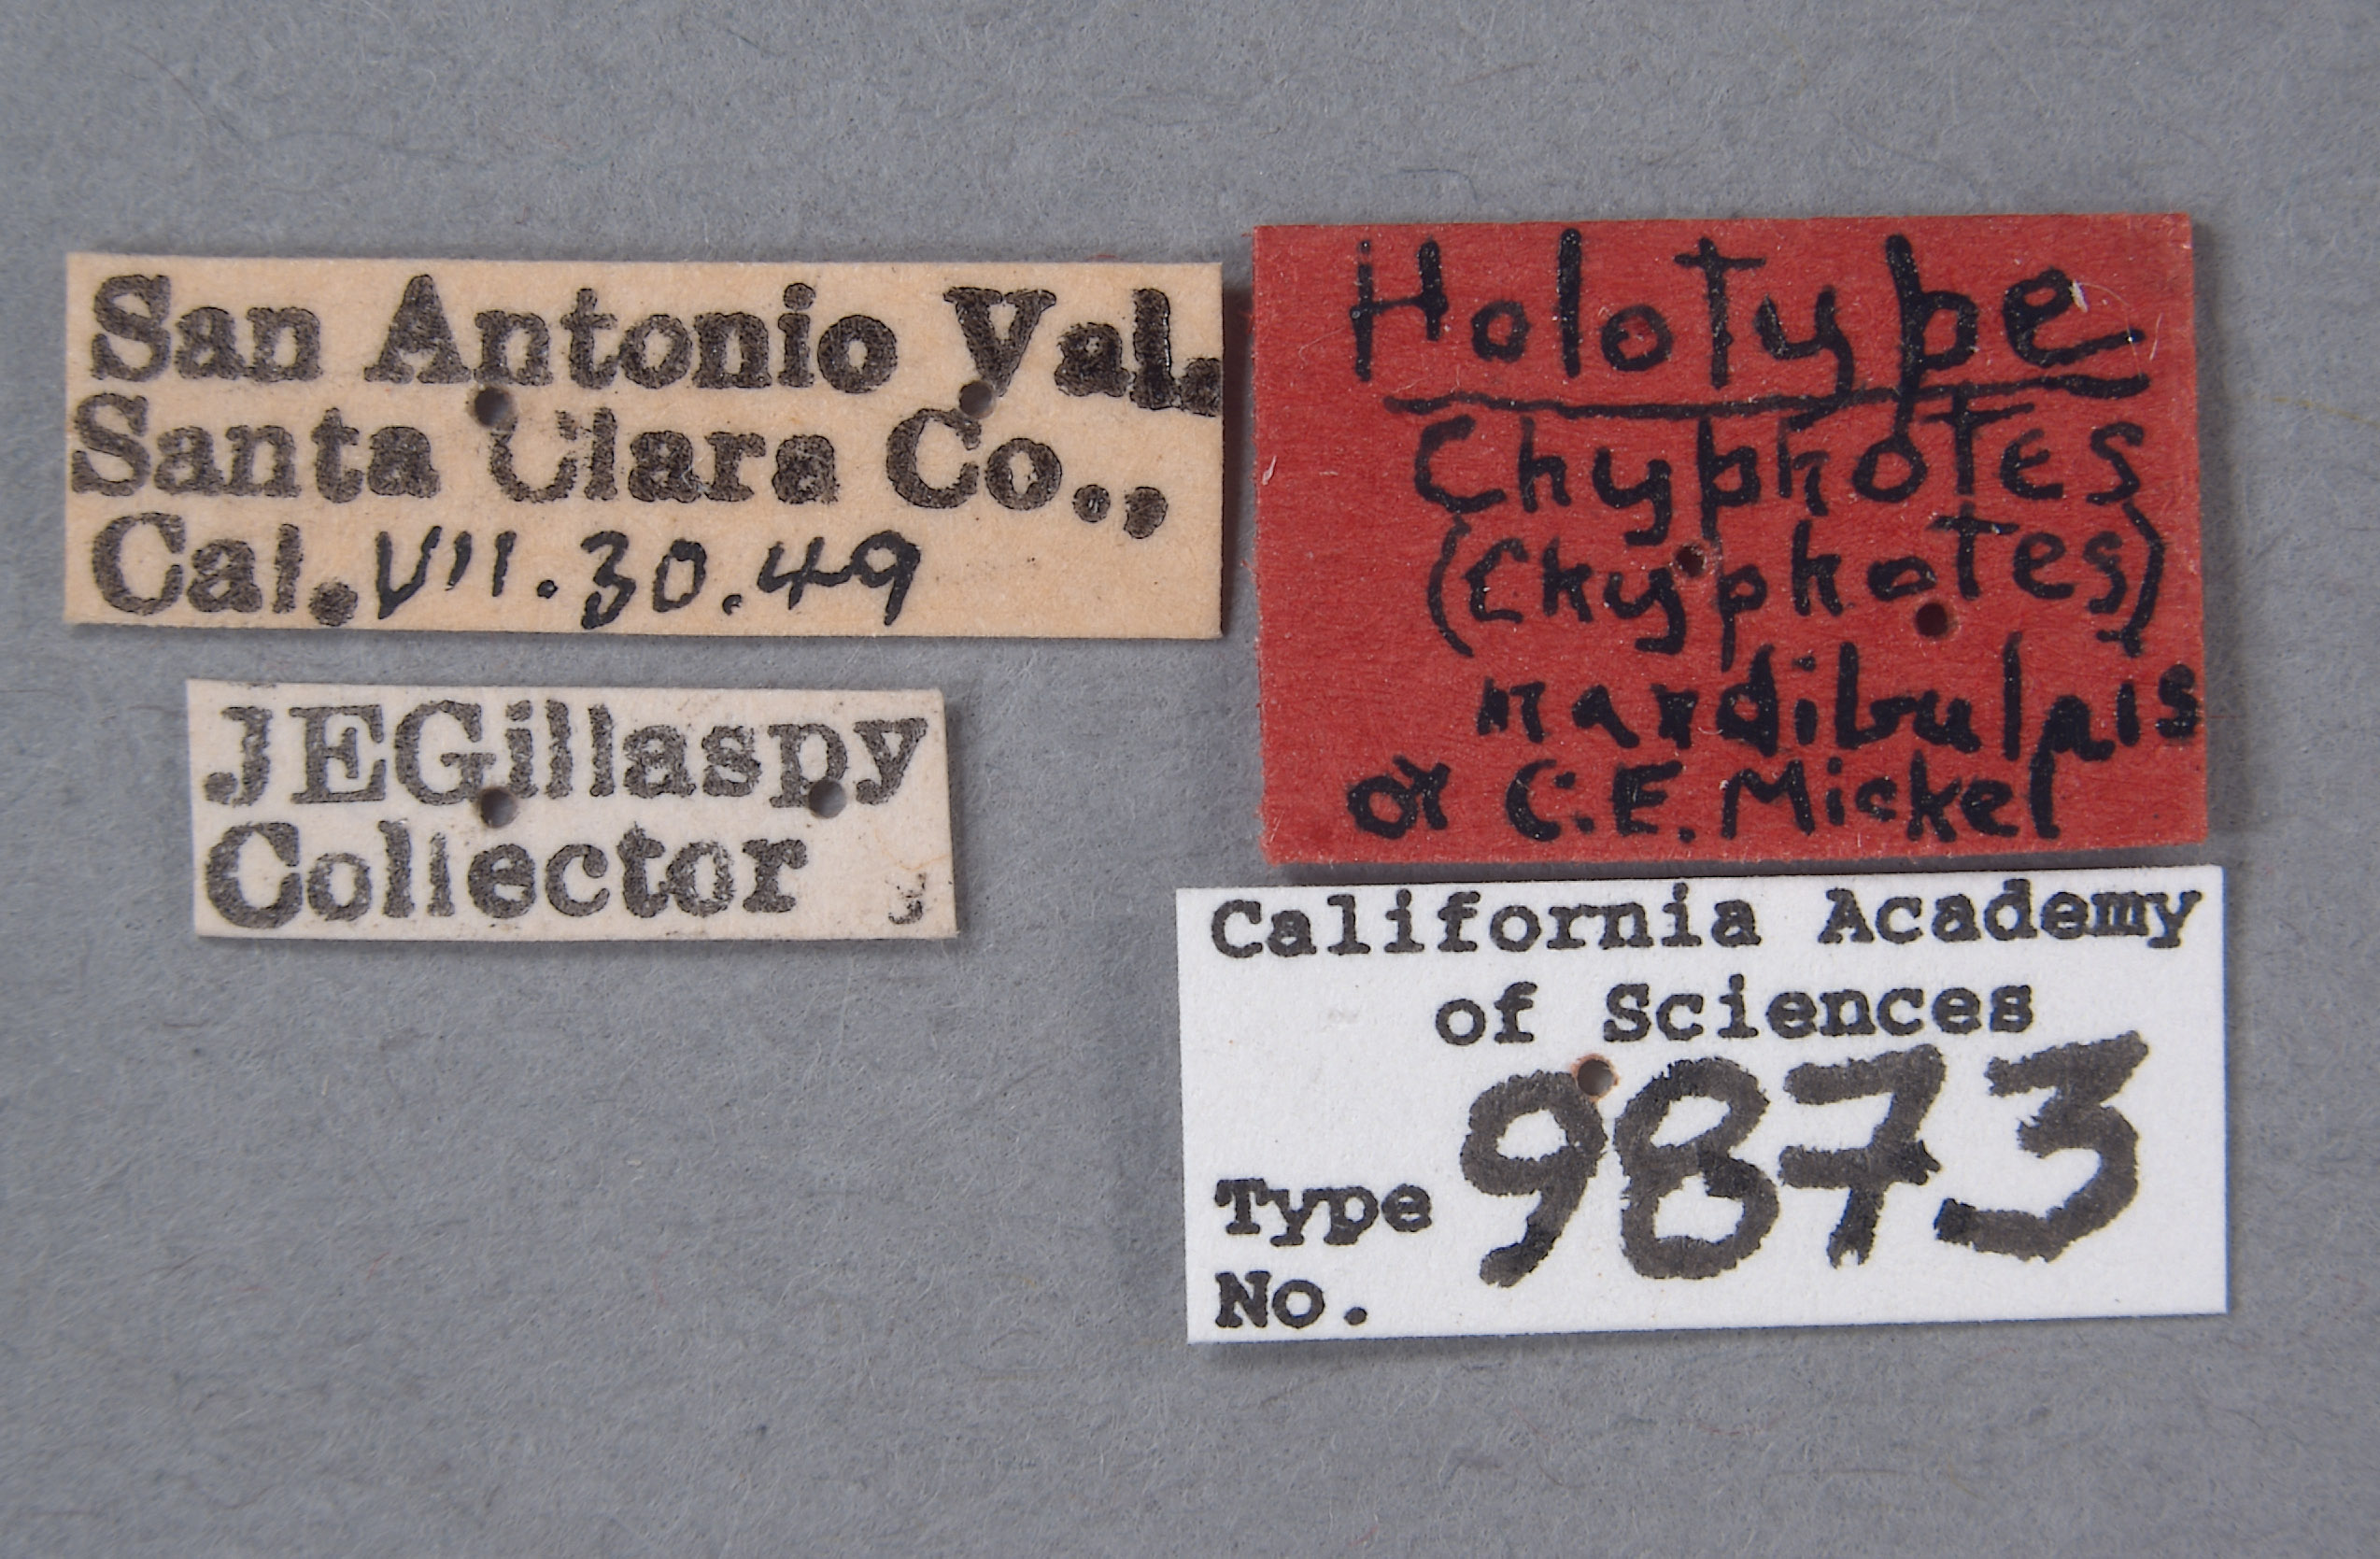 San Antonio Val.
Santa Clara Co.,
Cal. VII.30.49
JEGillaspy
Collector
Holotype
Chyphotes
(Chyphotes)
mandibularis
♂ C.E. Mickel
California Academy
of Sciences
Type 9873
No.